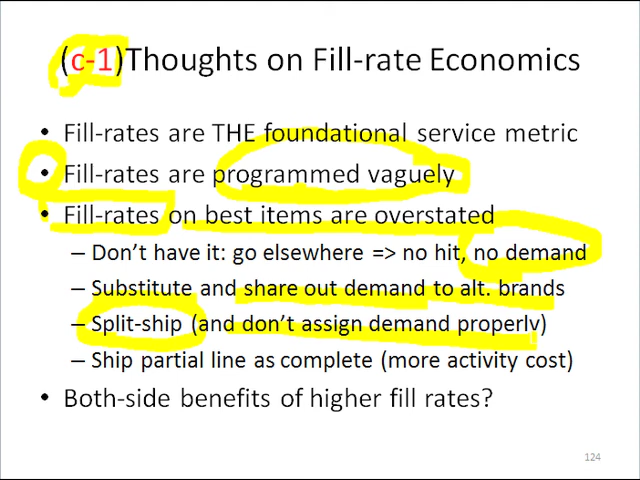 (c-1)Thoughts on Fill-rate Economics
• Fill-rates are THE foundational service metric
• Fill-rates are programmed vaguely
• Fill-rates on best items are overstated
– Don't have it: go elsewhere => no hit, no demand
– Substitute and share out demand to alt. brands
– Split-ship (and don't assign demand properly)
– Ship partial line as complete (more activity cost)
• Both-side benefits of higher fill rates?
124